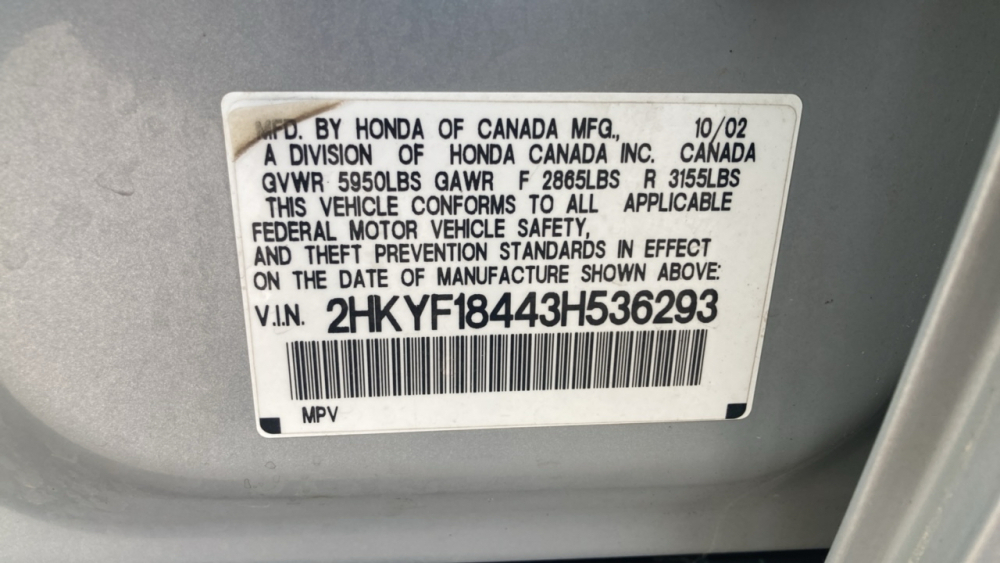 MFD. BY HONDA OF CANADA MFG., 10/02
A DIVISION OF HONDA CANADA INC. CANADA
GVWR 5950LBS GAWR F 2865LBS R 3155LBS
THIS VEHICLE CONFORMS TO ALL APPLICABLE
FEDERAL MOTOR VEHICLE SAFETY,
AND THEFT PREVENTION STANDARDS IN EFFECT
ON THE DATE OF MANUFACTURE SHOWN ABOVE:
V.I.N. 2HKYF18443H536293
MPV